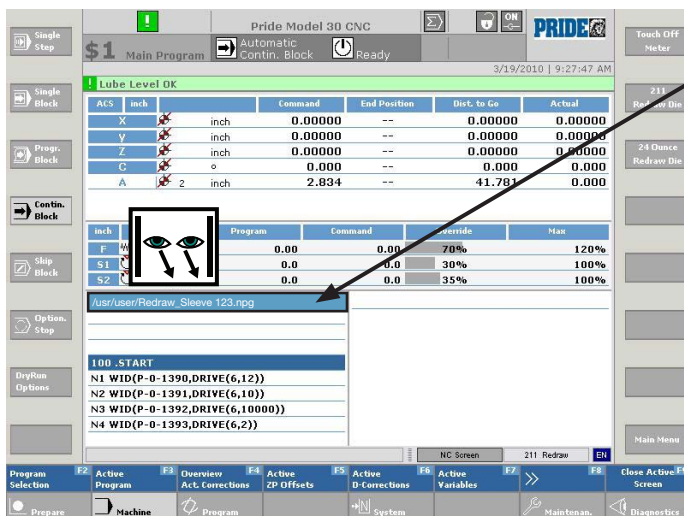 Pride Model 30 CNC
ON
PRIDE
$1 Main Program
Automatic
Contin. Block
Ready
3/19/2010 | 9:27:47 AM
! Lube Level OK
Single
Step
Single
Block
Progr.
Block
Contin.
Block
Skip
Block
Option.
Stop
DryRun
Options
Touch Off
Meter
211
Redraw Die
24 Ounce
Redraw Die
Main Menu
ACS inch Command End Position Dist. to Go Actual
X inch 0.00000 -- 0.00000 0.00000
y inch 0.00000 -- 0.00000 0.00000
Z inch 0.00000 -- 0.00000 0.00000
C ° 0.000 -- 0.000 0.000
A 2 inch 2.834 -- 41.781 0.000
inch Program Command Override Max
F 0.00 0.00 70% 120%
S1 0.0 0.0 30% 100%
S2 0.0 0.0 35% 100%
/usr/user/Redraw_Sleeve 123.npg
100 .START
N1 WID(P-0-1390,DRIVE(6,12))
N2 WID(P-0-1391,DRIVE(6,10))
N3 WID(P-0-1392,DRIVE(6,10000))
N4 WID(P-0-1393,DRIVE(6,2))
NC Screen 211 Redraw EN
Program
Selection
F2 Active
Program
F3 Overview
Act. Corrections
F4 Active
ZP Offsets
F5 Active
D-Corrections
F6 Active
Variables
F7 >>
F8 Close Active
Screen
F9
Prepare Machine Program System Maintenan. Diagnostics